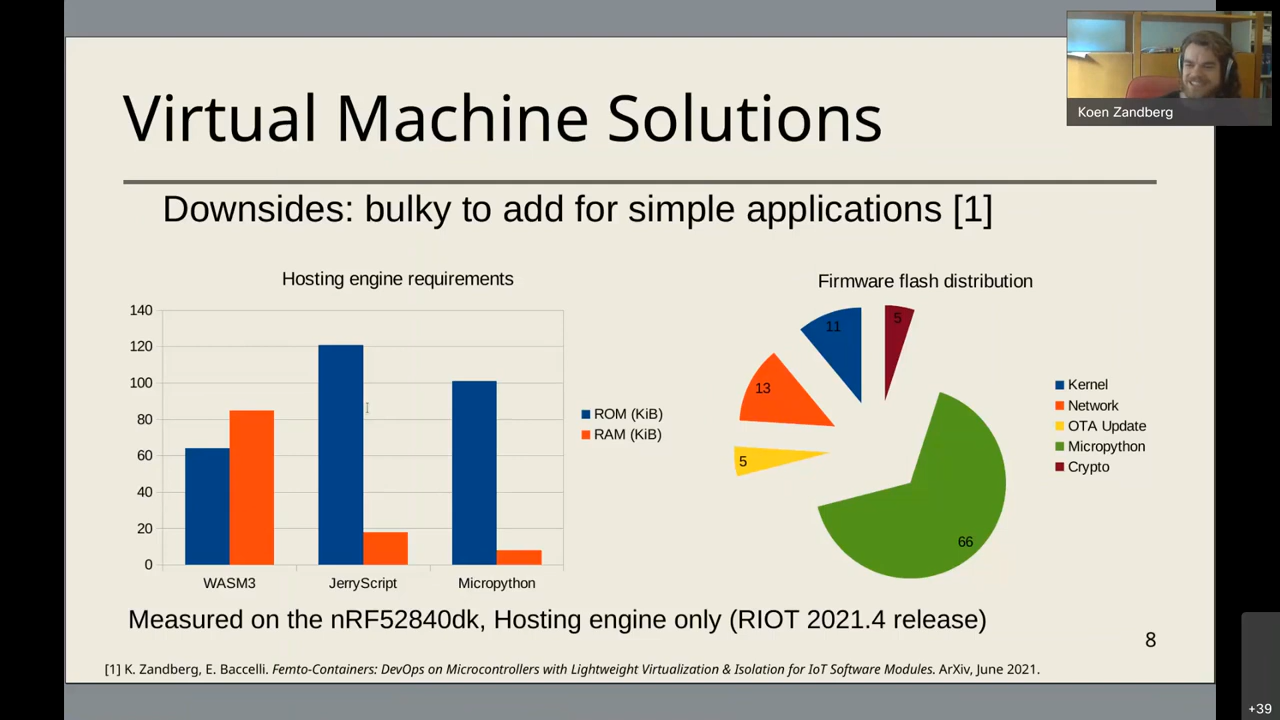 Koen Zandberg
Virtual Machine Solutions
Downsides: bulky to add for simple applications [1]
Hosting engine requirements
140
120
100
80
60
40
20
0
WASM3 JerryScript Micropython
ROM (KiB)
RAM (KiB)
Firmware flash distribution
11
5
13
5
66
Kernel
Network
OTA Update
Micropython
Crypto
Measured on the nRF52840dk, Hosting engine only (RIOT 2021.4 release)
8
[1] K. Zandberg, E. Baccelli. Femto-Containers: DevOps on Microcontrollers with Lightweight Virtualization & Isolation for IoT Software Modules. ArXiv, June 2021.
+39